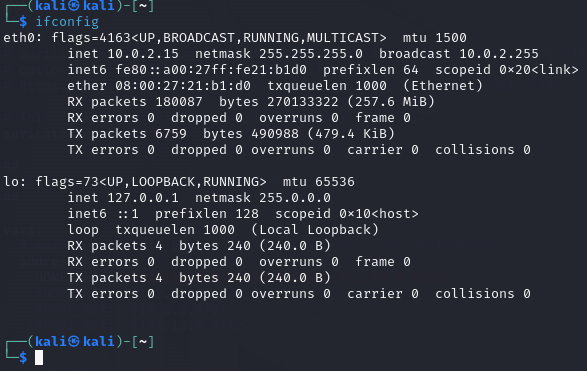 ┌──(kali㉿kali)-[~]
└─$ ifconfig
eth0: flags=4163<UP,BROADCAST,RUNNING,MULTICAST>  mtu 1500
        inet 10.0.2.15  netmask 255.255.255.0  broadcast 10.0.2.255
        inet6 fe80::a00:27ff:fe21:b1d0  prefixlen 64  scopeid 0×20<link>
        ether 08:00:27:21:b1:d0  txqueuelen 1000  (Ethernet)
        RX packets 180087  bytes 270133322 (257.6 MiB)
        RX errors 0  dropped 0  overruns 0  frame 0
        TX packets 6759  bytes 490988 (479.4 KiB)
        TX errors 0  dropped 0 overruns 0  carrier 0  collisions 0

lo: flags=73<UP,LOOPBACK,RUNNING>  mtu 65536
        inet 127.0.0.1  netmask 255.0.0.0
        inet6 ::1  prefixlen 128  scopeid 0×10<host>
        loop  txqueuelen 1000  (Local Loopback)
        RX packets 4  bytes 240 (240.0 B)
        RX errors 0  dropped 0  overruns 0  frame 0
        TX packets 4  bytes 240 (240.0 B)
        TX errors 0  dropped 0 overruns 0  carrier 0  collisions 0

┌──(kali㉿kali)-[~]
└─$